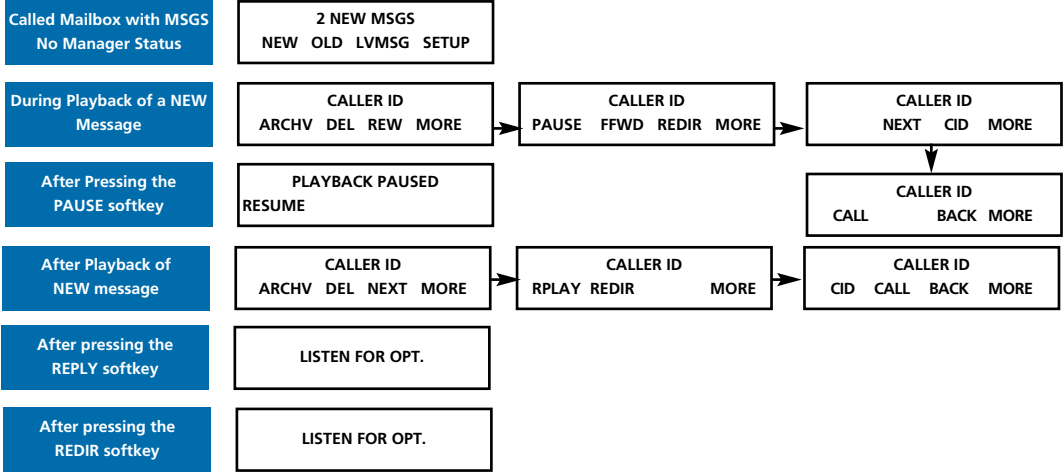 Called Mailbox with MSGS
No Manager Status
2 NEW MSGS
NEW OLD LVMSG SETUP
During Playback of a NEW
Message
CALLER ID
ARCHV DEL REW MORE
CALLER ID
PAUSE FFWD REDIR MORE
CALLER ID
NEXT CID MORE
After Pressing the
PAUSE softkey
PLAYBACK PAUSED
RESUME
CALLER ID
CALL BACK MORE
After Playback of
NEW message
CALLER ID
ARCHV DEL NEXT MORE
CALLER ID
RPLAY REDIR MORE
CALLER ID
CID CALL BACK MORE
After pressing the
REPLY softkey
LISTEN FOR OPT.
After pressing the
REDIR softkey
LISTEN FOR OPT.